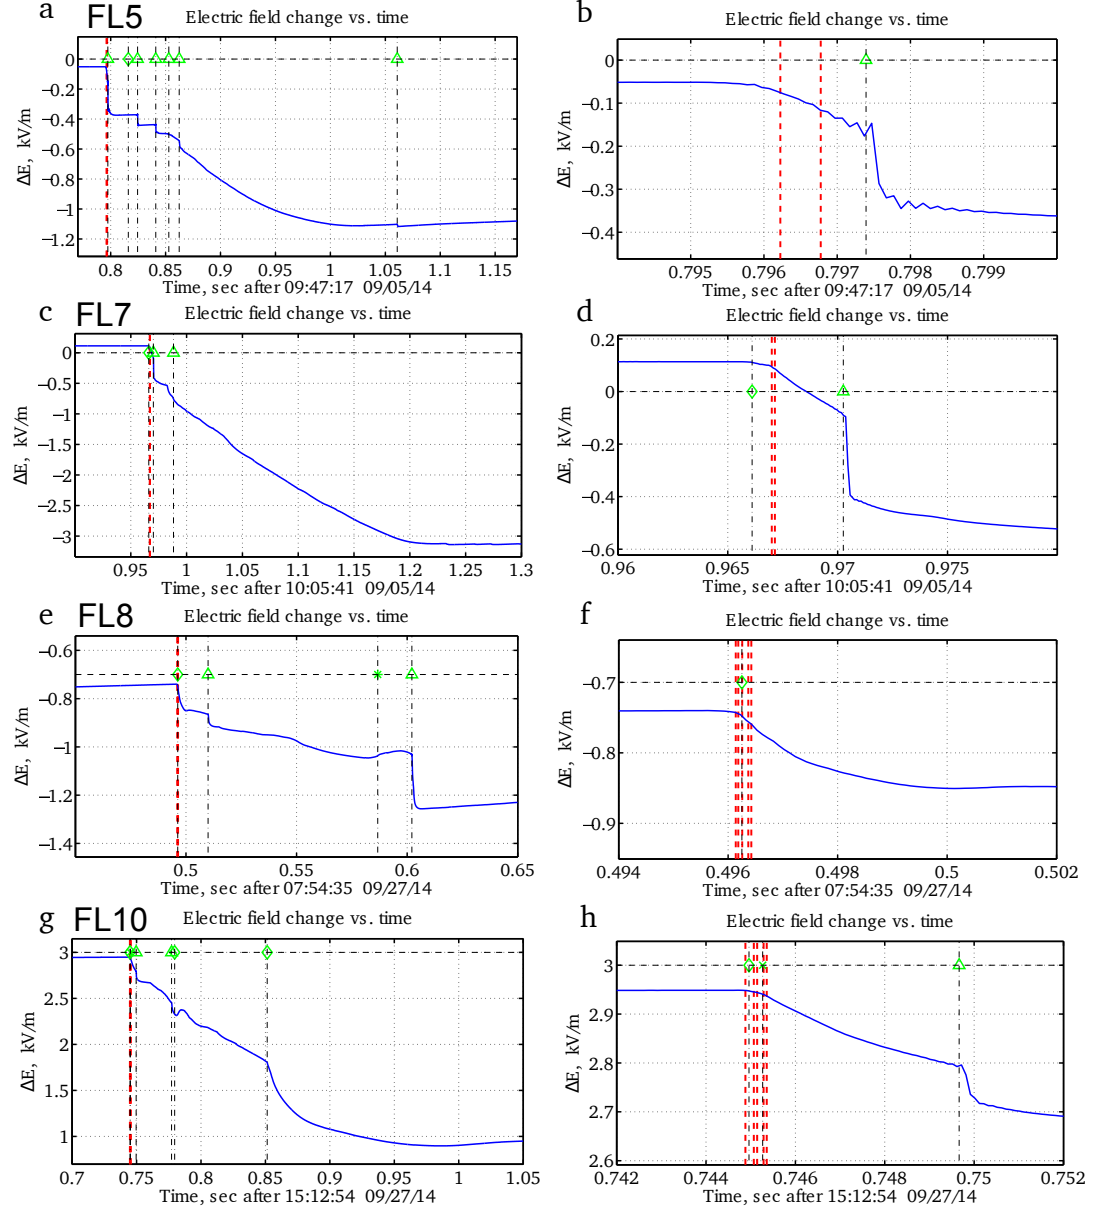 a FL5 Electric field change vs. time
0
−0.2
−0.4
−0.6
−0.8
−1
−1.2
ΔE, kV/m
0.8 0.85 0.9 0.95 1 1.05 1.1 1.15
Time, sec after 09:47:17 09/05/14
b Electric field change vs. time
0
−0.1
−0.2
−0.3
−0.4
ΔE, kV/m
0.795 0.796 0.797 0.798 0.799
Time, sec after 09:47:17 09/05/14
c FL7 Electric field change vs. time
0
−0.5
−1
−1.5
−2
−2.5
−3
ΔE, kV/m
0.95 1 1.05 1.1 1.15 1.2 1.25 1.3
Time, sec after 10:05:41 09/05/14
d Electric field change vs. time
0.2
0
−0.2
−0.4
−0.6
ΔE, kV/m
0.96 0.965 0.97 0.975
Time, sec after 10:05:41 09/05/14
e FL8 Electric field change vs. time
−0.6
−0.8
−1
−1.2
−1.4
ΔE, kV/m
0.5 0.55 0.6 0.65
Time, sec after 07:54:35 09/27/14
f Electric field change vs. time
−0.7
−0.8
−0.9
ΔE, kV/m
0.494 0.496 0.498 0.5 0.502
Time, sec after 07:54:35 09/27/14
g FL10 Electric field change vs. time
3
2.5
2
1.5
1
ΔE, kV/m
0.7 0.75 0.8 0.85 0.9 0.95 1 1.05
Time, sec after 15:12:54 09/27/14
h Electric field change vs. time
3
2.9
2.8
2.7
2.6
ΔE, kV/m
0.742 0.744 0.746 0.748 0.75 0.752
Time, sec after 15:12:54 09/27/14